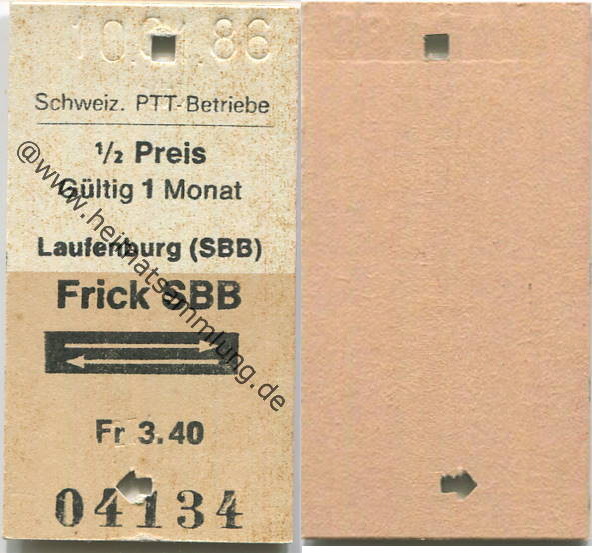 Schweiz. PTT-Betriebe
½ Preis
Gültig 1 Monat
Laufenburg (SBB)
Frick SBB
Fr 3.40
04134
@www.heimatsammlung.de